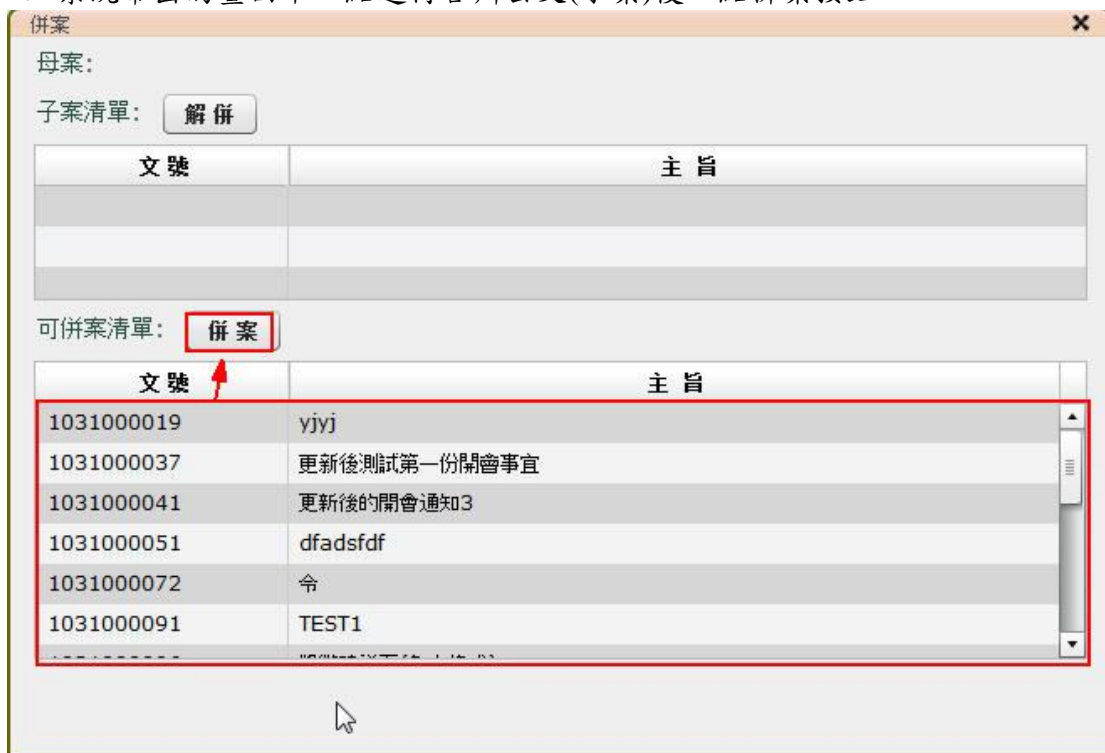 併案
母案：
子案清單： 解 併
文 號 主 旨
可併案清單： 併 案
文 號 主 旨
1031000019 yjyj
1031000037 更新後測試第一份開會事宜
1031000041 更新後的開會通知3
1031000051 dfadsfdf
1031000072 令
1031000091 TEST1